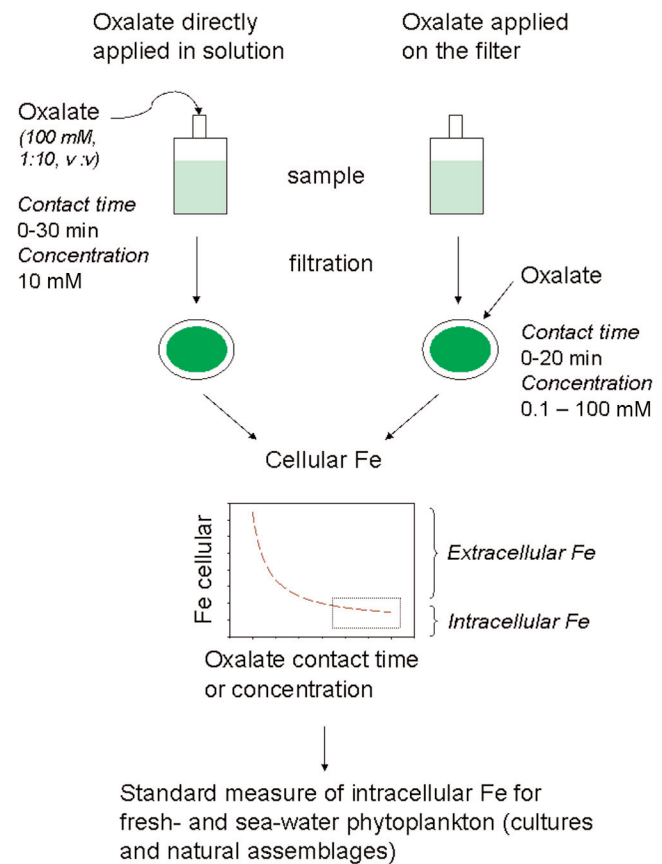 Oxalate directly
applied in solution
Oxalate applied
on the filter
Oxalate
(100 mM,
1:10, v :v)
sample
Contact time
0-30 min
Concentration
10 mM
filtration
Oxalate
Contact time
0-20 min
Concentration
0.1 – 100 mM
Cellular Fe
Fe cellular
Extracellular Fe
Intracellular Fe
Oxalate contact time
or concentration
Standard measure of intracellular Fe for
fresh- and sea-water phytoplankton (cultures
and natural assemblages)